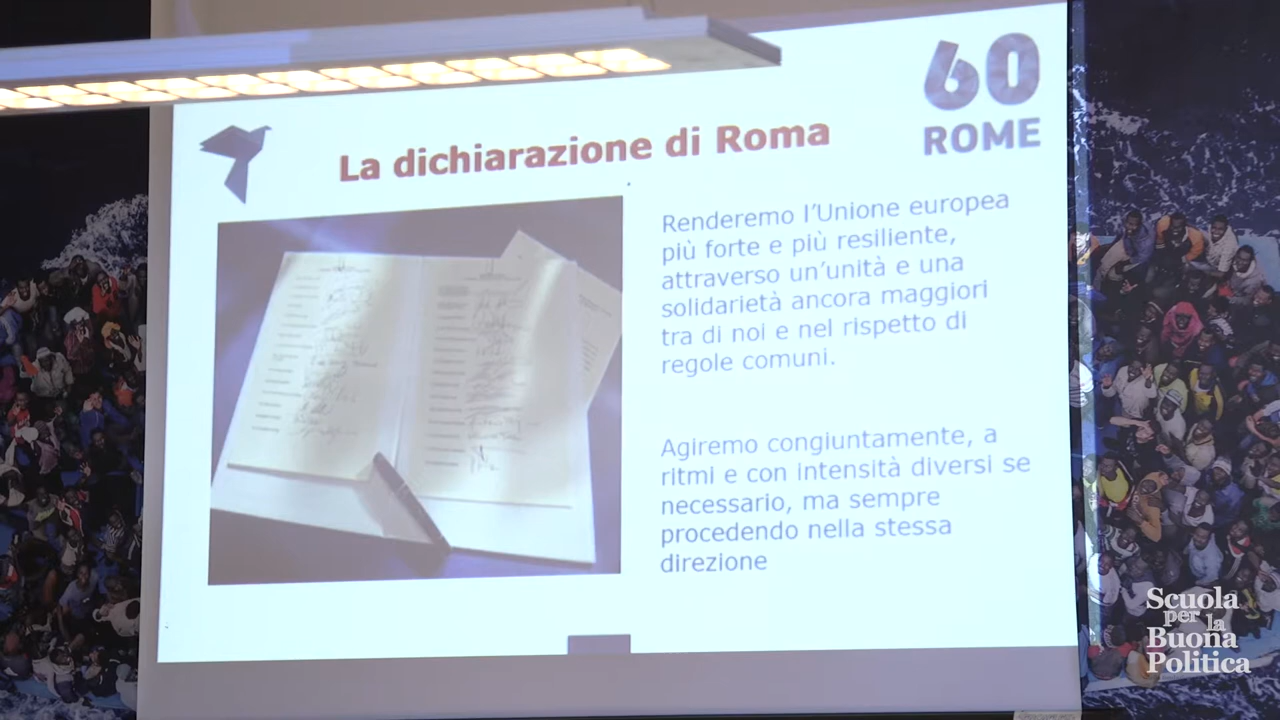 60
ROME
La dichiarazione di Roma
Renderemo l'Unione europea
più forte e più resiliente,
attraverso un'unità e una
solidarietà ancora maggiori
tra di noi e nel rispetto di
regole comuni.
Agiremo congiuntamente, a
ritmi e con intensità diversi se
necessario, ma sempre
procedendo nella stessa
direzione
Scuola
per la
Buona
Politica